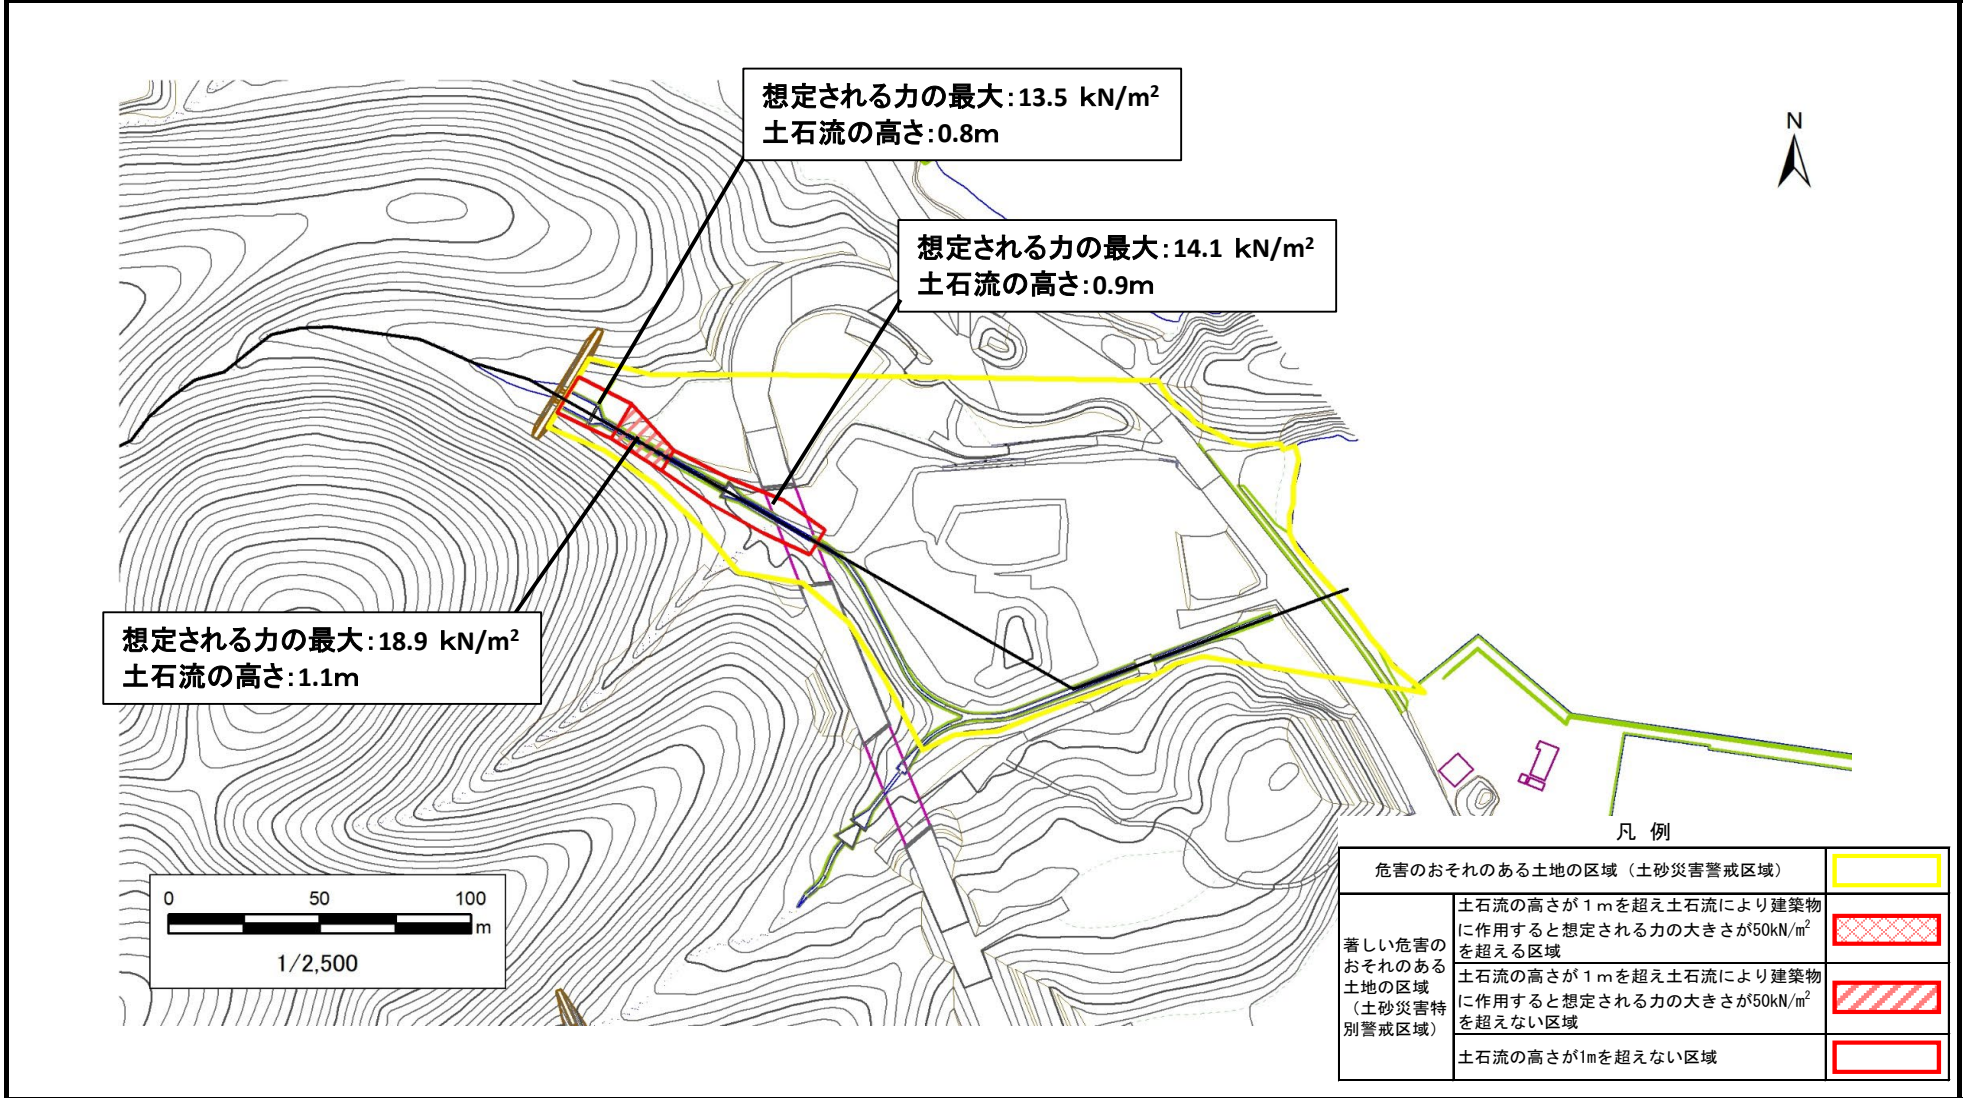 想定される力の最大:13.5 kN/m²
土石流の高さ:0.8m
N
想定される力の最大:14.1 kN/m²
土石流の高さ:0.9m
想定される力の最大:18.9 kN/m²
土石流の高さ:1.1m
0 50 100
m
1/2,500
凡 例
危害のおそれのある土地の区域（土砂災害警戒区域）
著しい危害の
おそれのある
土地の区域
（土砂災害特
別警戒区域）
土石流の高さが１ｍを超え土石流により建築物
に作用すると想定される力の大きさが50kN/㎡
を超える区域
土石流の高さが１ｍを超え土石流により建築物
に作用すると想定される力の大きさが50kN/㎡
を超えない区域
土石流の高さが1mを超えない区域